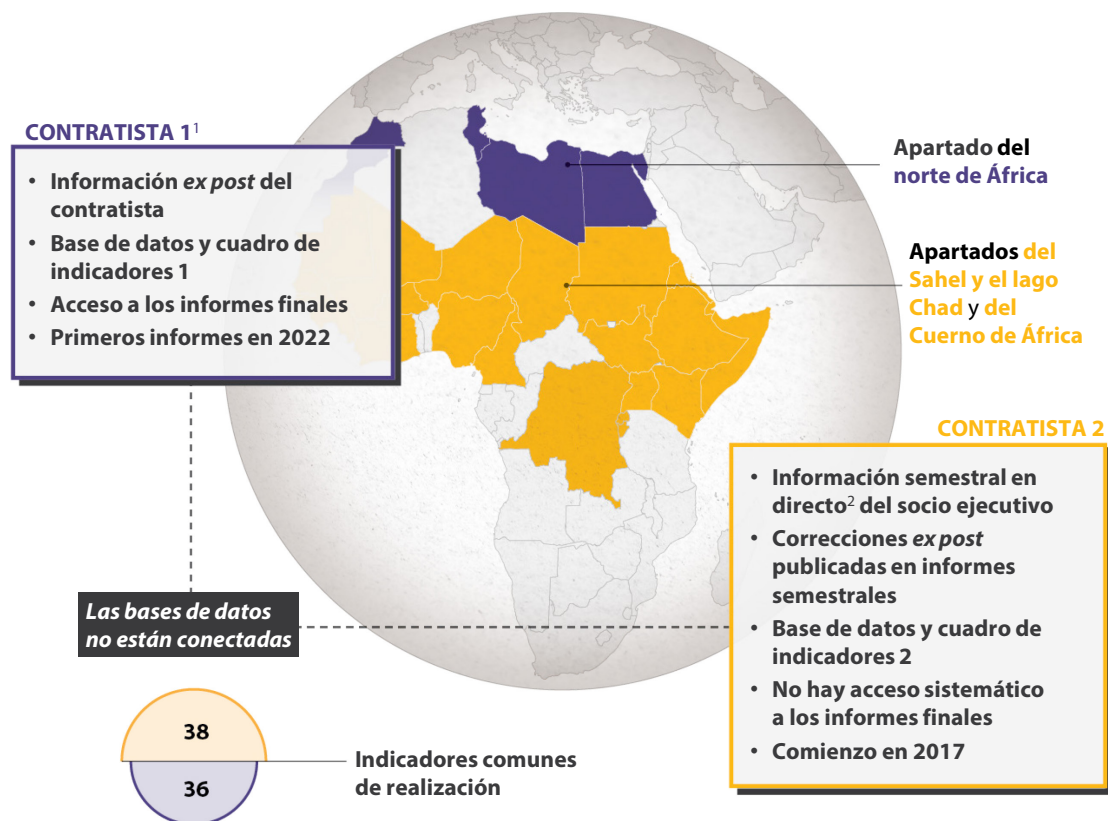 CONTRATISTA 1¹
• Información ex post del
contratista
• Base de datos y cuadro de
indicadores 1
• Acceso a los informes finales
• Primeros informes en 2022
Apartado del
norte de África
Apartados del
Sahel y el lago
Chad y del
Cuerno de África
CONTRATISTA 2
• Información semestral en
directo² del socio ejecutivo
• Correcciones ex post
publicadas en informes
semestrales
• Base de datos y cuadro de
indicadores 2
• No hay acceso sistemático
a los informes finales
• Comienzo en 2017
Las bases de datos
no están conectadas
38
36
Indicadores comunes
de realización